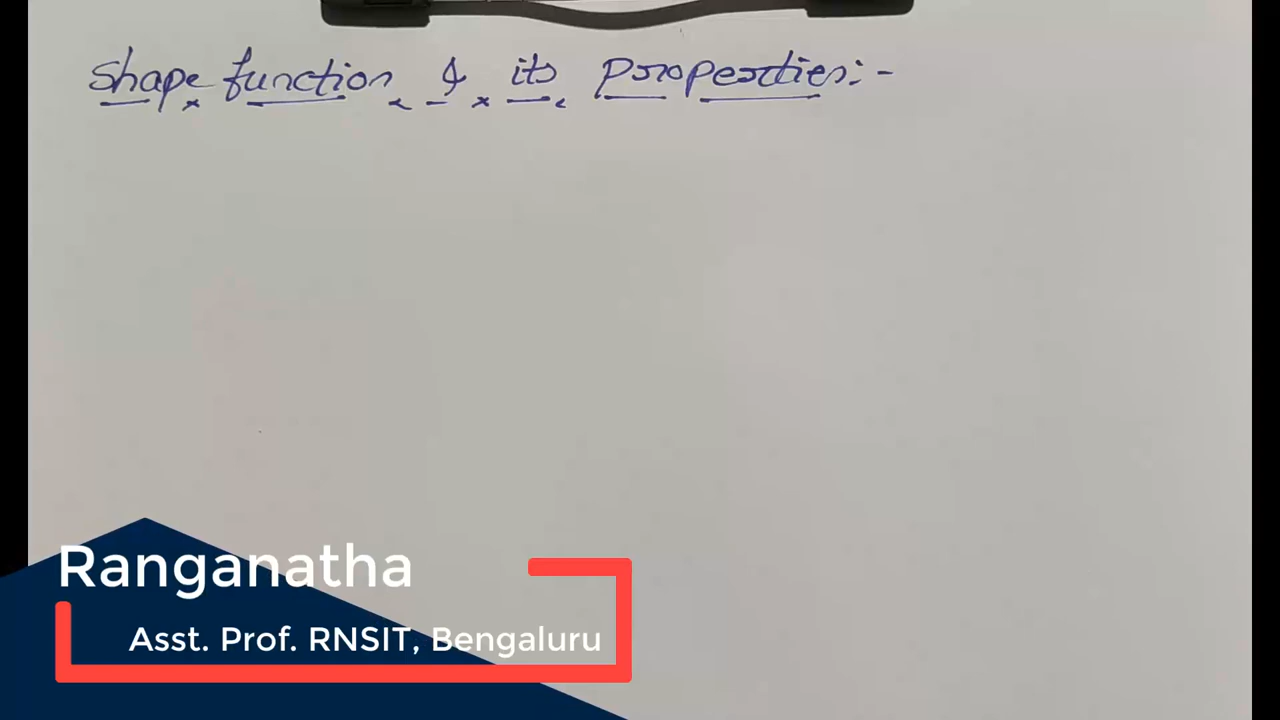 Shape function & its properties:-
Ranganatha
Asst. Prof. RNSIT, Bengaluru